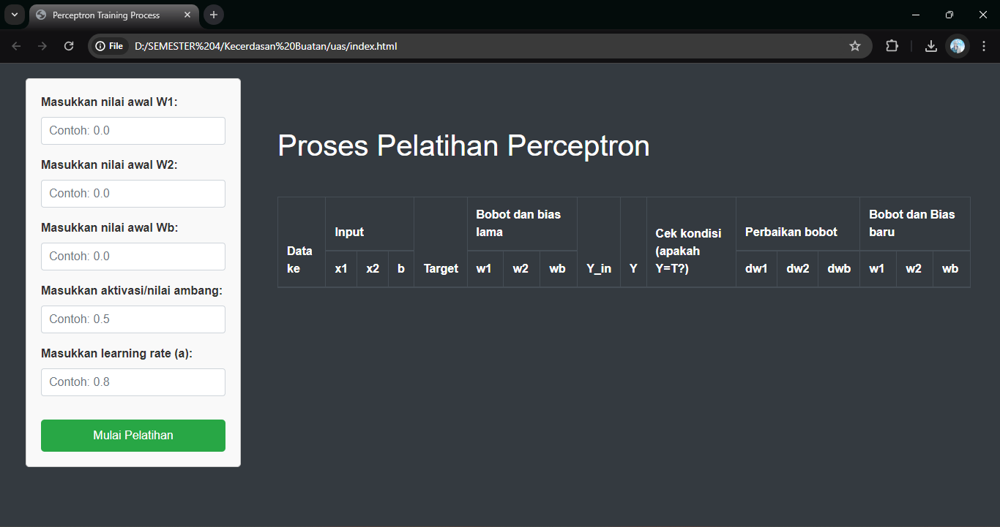 Perceptron Training Process
File
D:/SEMESTER%204/Kecerdasan%20Buatan/uas/index.html
Masukkan nilai awal W1:
Contoh: 0.0
Masukkan nilai awal W2:
Contoh: 0.0
Masukkan nilai awal Wb:
Contoh: 0.0
Masukkan aktivasi/nilai ambang:
Contoh: 0.5
Masukkan learning rate (a):
Contoh: 0.8
Mulai Pelatihan
Proses Pelatihan Perceptron
Data
ke
Input
Target
Bobot dan bias
lama
Y_in
Y
Cek kondisi
(apakah
Y=T?)
Perbaikan bobot
Bobot dan Bias
baru
x1
x2
b
w1
w2
wb
dw1
dw2
dwb
w1
w2
wb